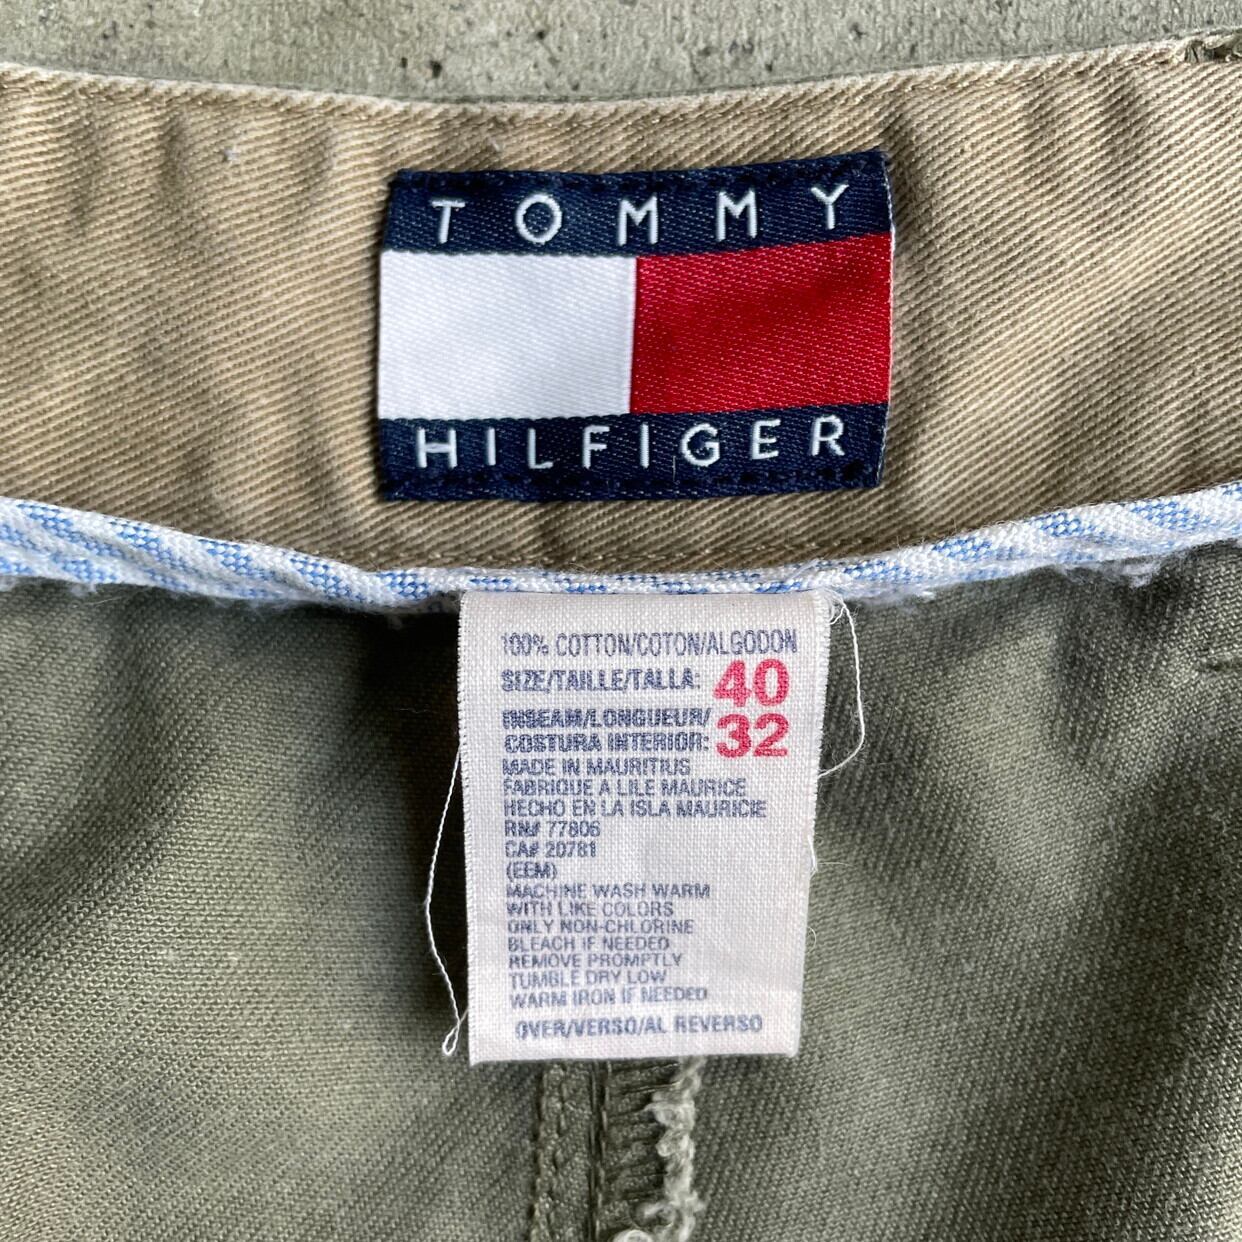 TOMMY
HILFIGER
100% COTTON/COTON/ALGODON
SIZE/TAILLE/TALLA: 40
INSEAM/LONGUEUR/
COSTURA INTERIOR: 32
MADE IN MAURITIUS
FABRIQUE A LILE MAURICE
HECHO EN LA ISLA MAURICIE
RN# 77806
CA# 20781
(EEM)
MACHINE WASH WARM
WITH LIKE COLORS
ONLY NON-CHLORINE
BLEACH IF NEEDED
REMOVE PROMPTLY
TUMBLE DRY LOW
WARM IRON IF NEEDED
OVER/VERSO/AL REVERSO